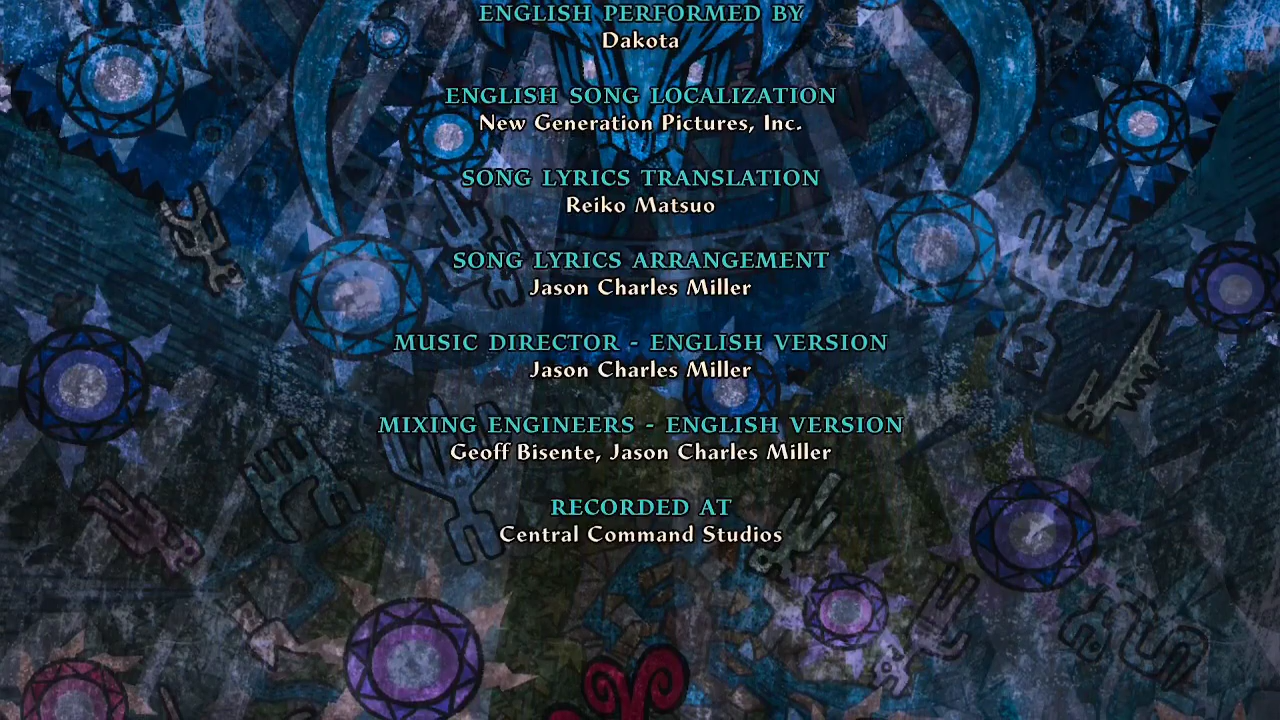 ENGLISH PERFORMED BY
Dakota
ENGLISH SONG LOCALIZATION
New Generation Pictures, Inc.
SONG LYRICS TRANSLATION
Reiko Matsuo
SONG LYRICS ARRANGEMENT
Jason Charles Miller
MUSIC DIRECTOR - ENGLISH VERSION
Jason Charles Miller
MIXING ENGINEERS - ENGLISH VERSION
Geoff Bisente, Jason Charles Miller
RECORDED AT
Central Command Studios